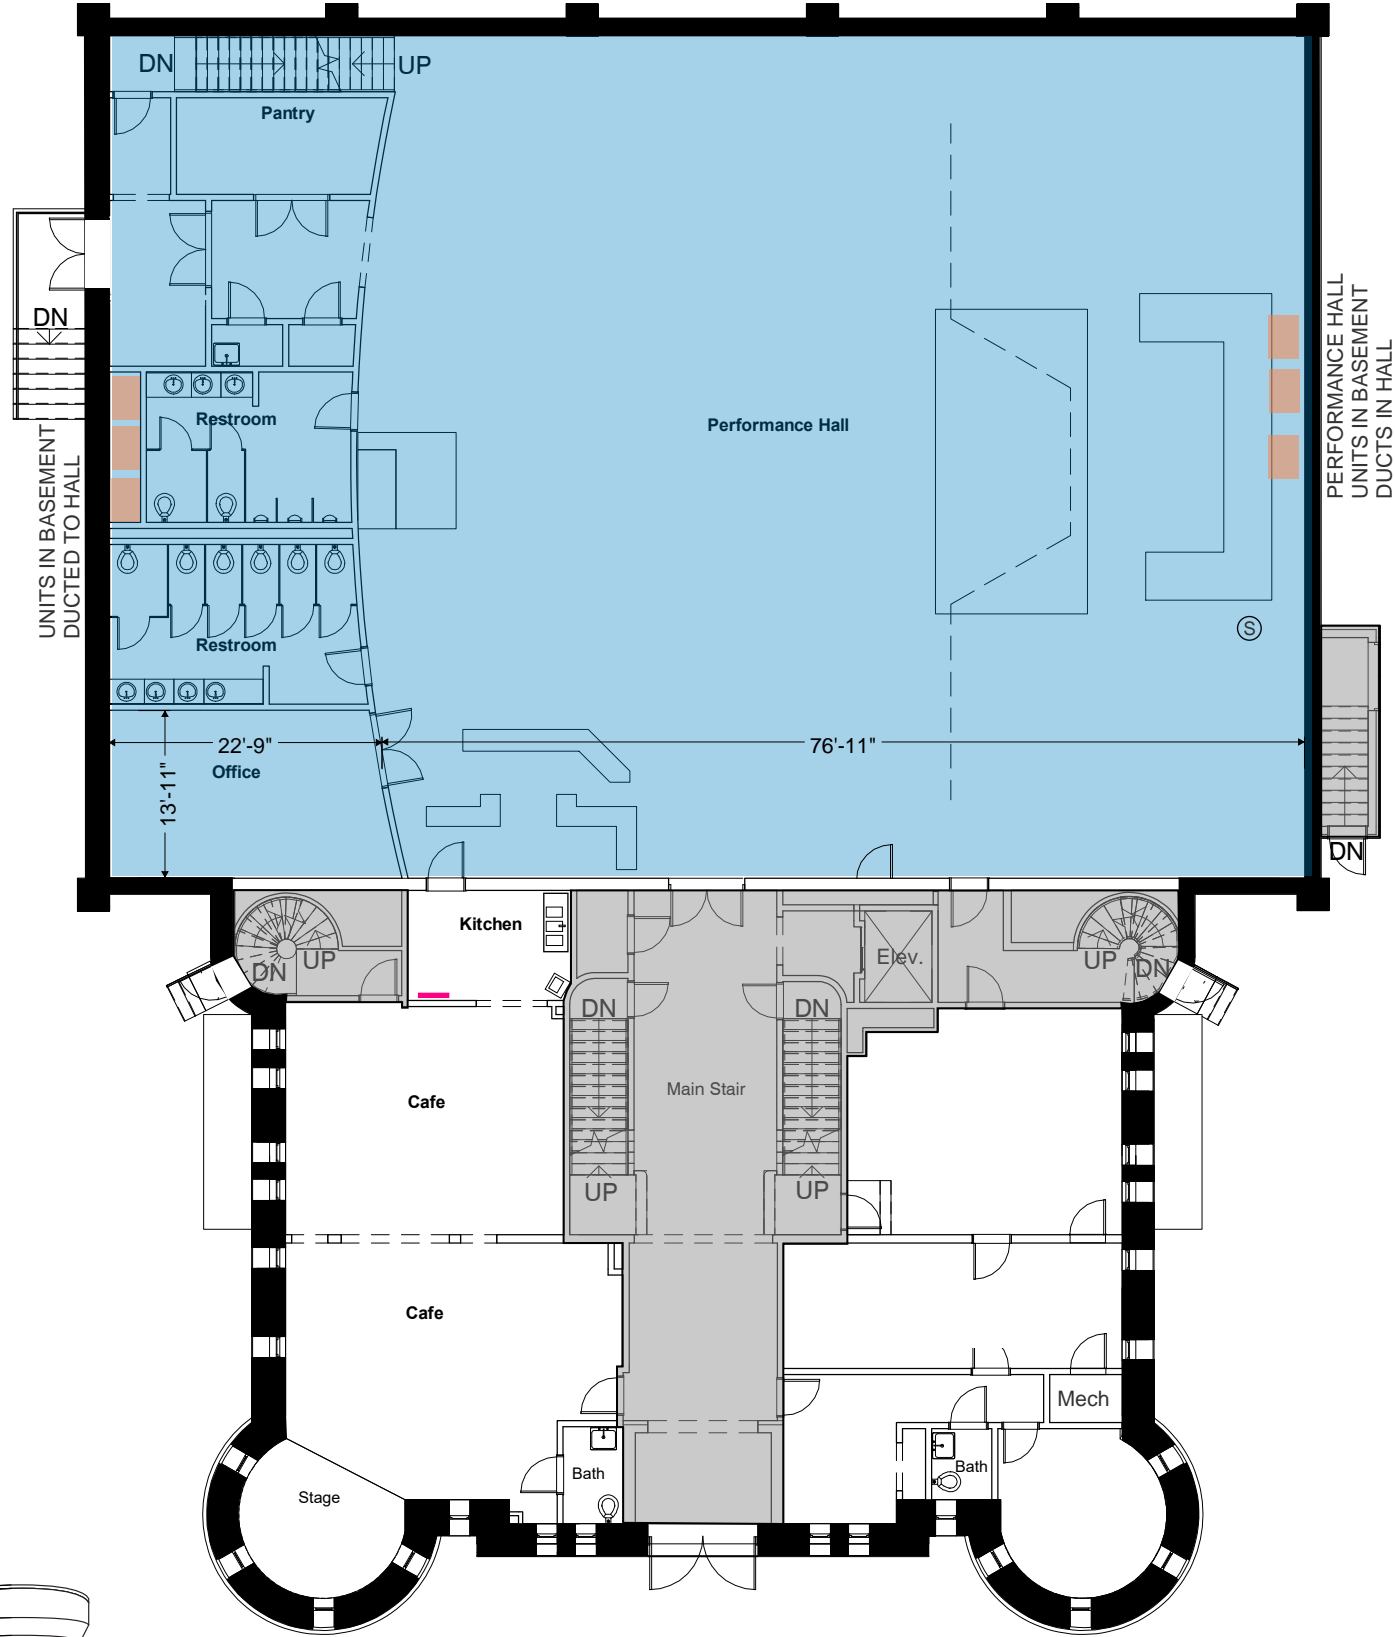 DN
UP
Pantry
DN
Restroom
Performance Hall
UNITS IN BASEMENT
DUCTED TO HALL
PERFORMANCE HALL
UNITS IN BASEMENT
DUCTS IN HALL
S
Restroom
22'-9"
76'-11"
Office
13'-11"
DN
Kitchen
DN
UP
Elev.
UP
DN
DN
DN
Main Stair
Cafe
UP
UP
Cafe
Mech
Bath
Bath
Stage